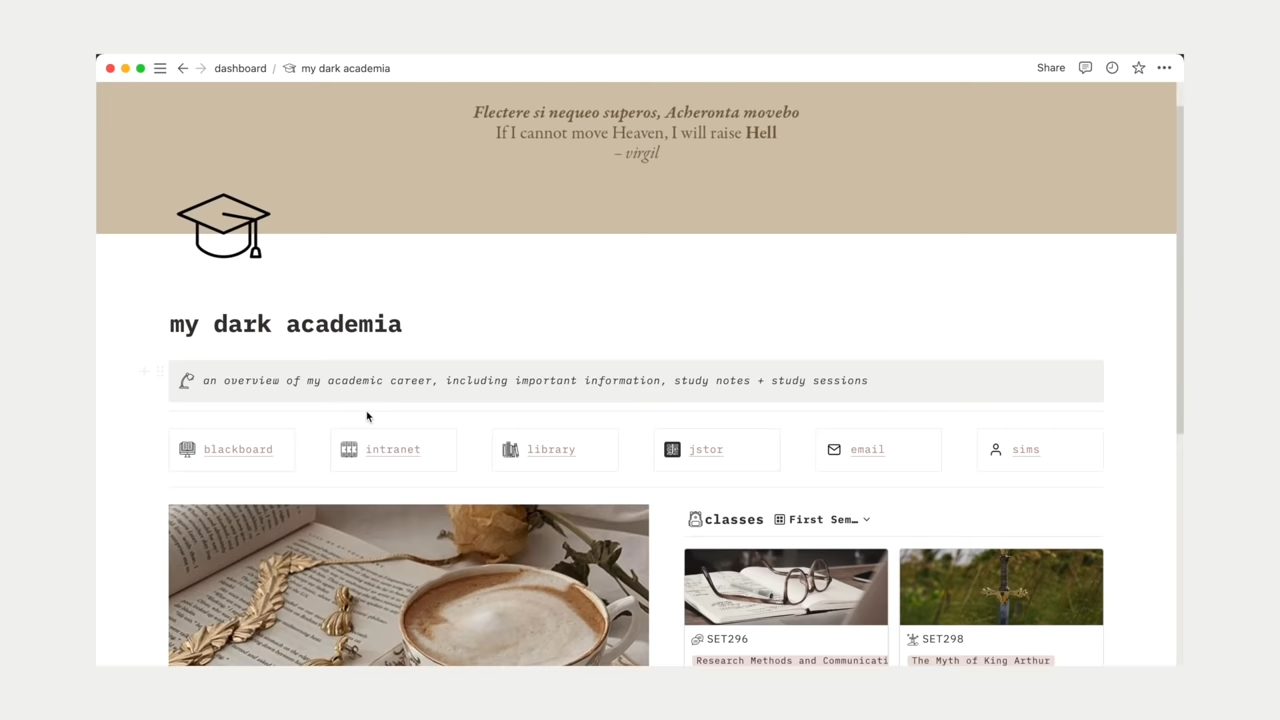 dashboard / my dark academia
Share
Flectere si nequeo superos, Acheronta movebo
If I cannot move Heaven, I will raise Hell
– virgil
my dark academia
an overview of my academic career, including important information, study notes + study sessions
blackboard
intranet
library
jstor
email
sims
classes
First Sem…
SET296
SET298
Research Methods and Communicati
The Myth of King Arthur